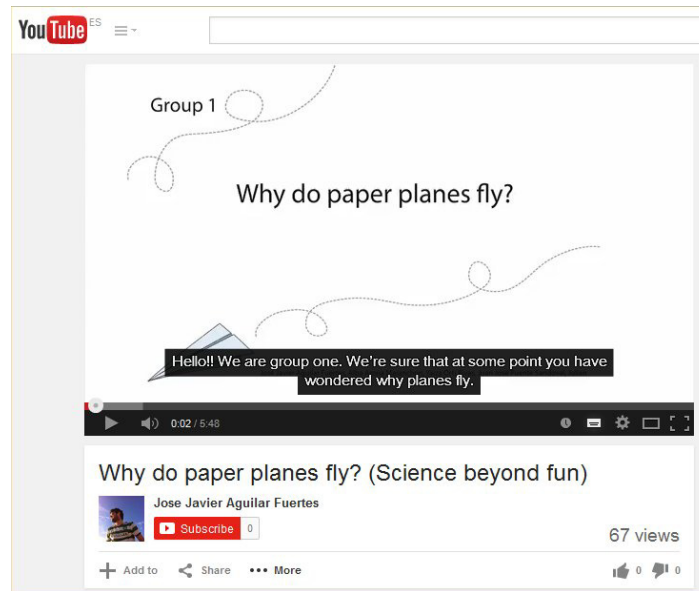 YouTube ES
Group 1
Why do paper planes fly?
Hello!! We are group one. We're sure that at some point you have
wondered why planes fly.
0:02 / 5:48
Why do paper planes fly? (Science beyond fun)
Jose Javier Aguilar Fuertes
Subscribe 0
67 views
Add to Share More 0 0